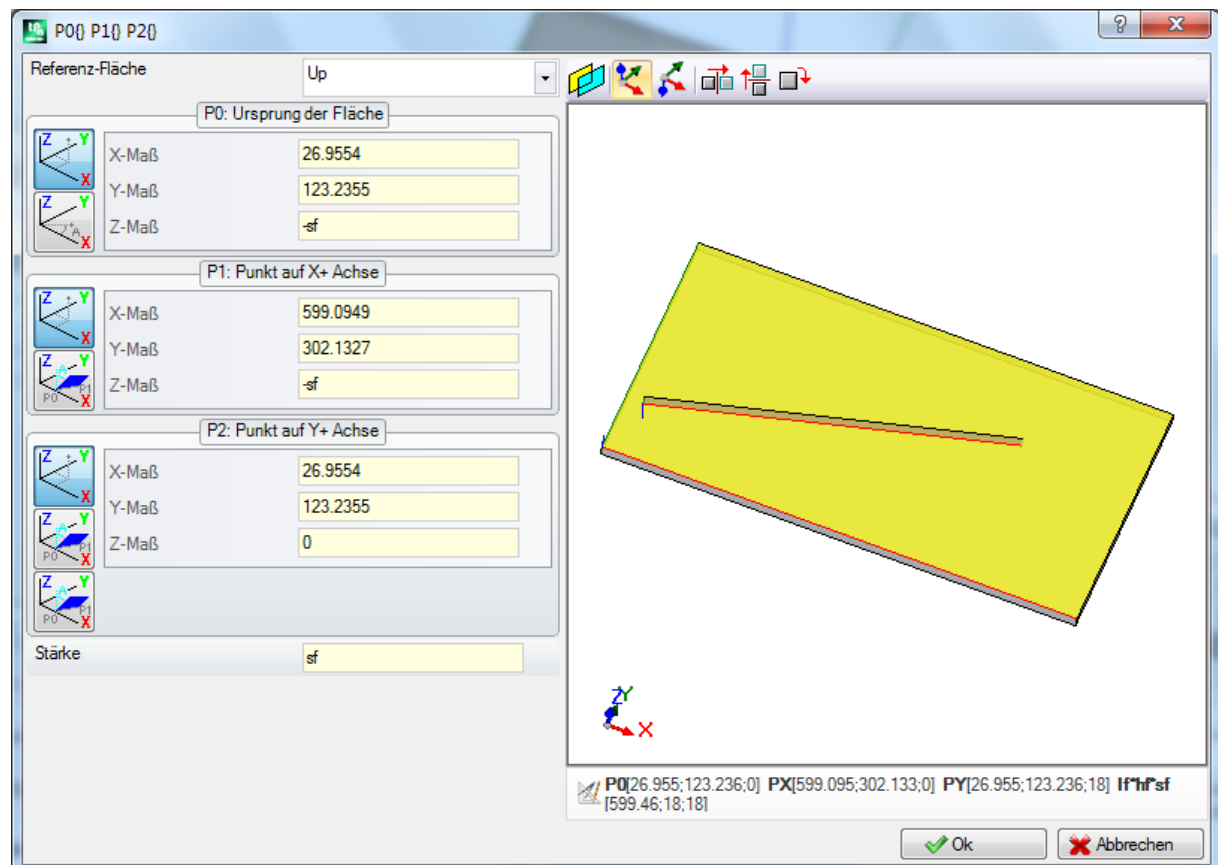 P0{} P1{} P2{}
Referenz-Fläche Up
P0: Ursprung der Fläche
X-Maß 26.9554
Y-Maß 123.2355
Z-Maß -sf
P1: Punkt auf X+ Achse
X-Maß 599.0949
Y-Maß 302.1327
Z-Maß -sf
P2: Punkt auf Y+ Achse
X-Maß 26.9554
Y-Maß 123.2355
Z-Maß 0
Stärke sf
Z Y
X
P0[26.955;123.236;0] PX[599.095;302.133;0] PY[26.955;123.236;18] lf*hf*sf
[599.46;18;18]
Ok Abbrechen